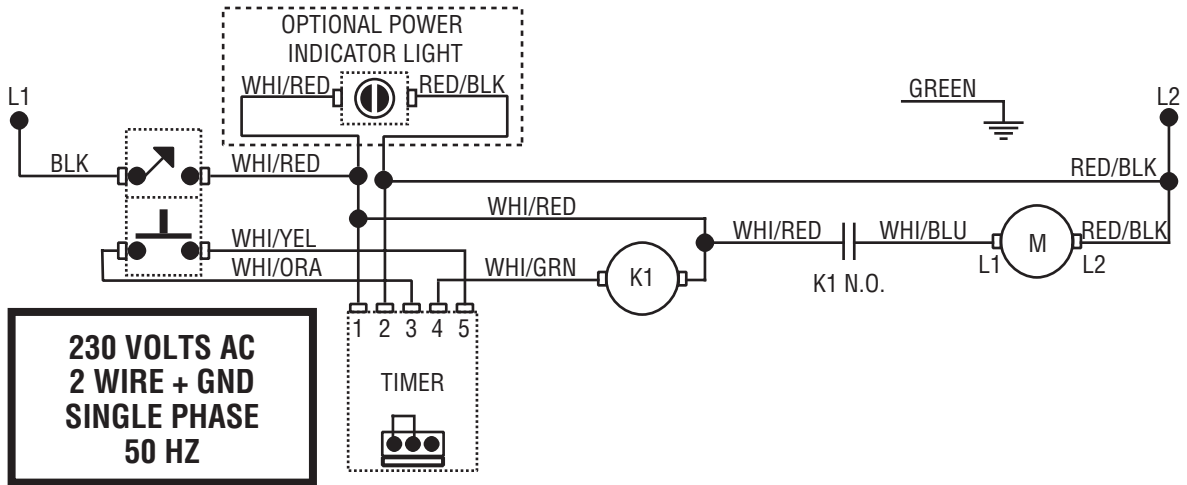 OPTIONAL POWER
INDICATOR LIGHT
WHI/RED
RED/BLK
L1
GREEN
L2
BLK
WHI/RED
RED/BLK
WHI/RED
WHI/YEL
WHI/RED
WHI/BLU
M
RED/BLK
WHI/ORA
WHI/GRN
K1
L1
L2
K1 N.O.
1 2 3 4 5
TIMER
230 VOLTS AC
2 WIRE + GND
SINGLE PHASE
50 HZ